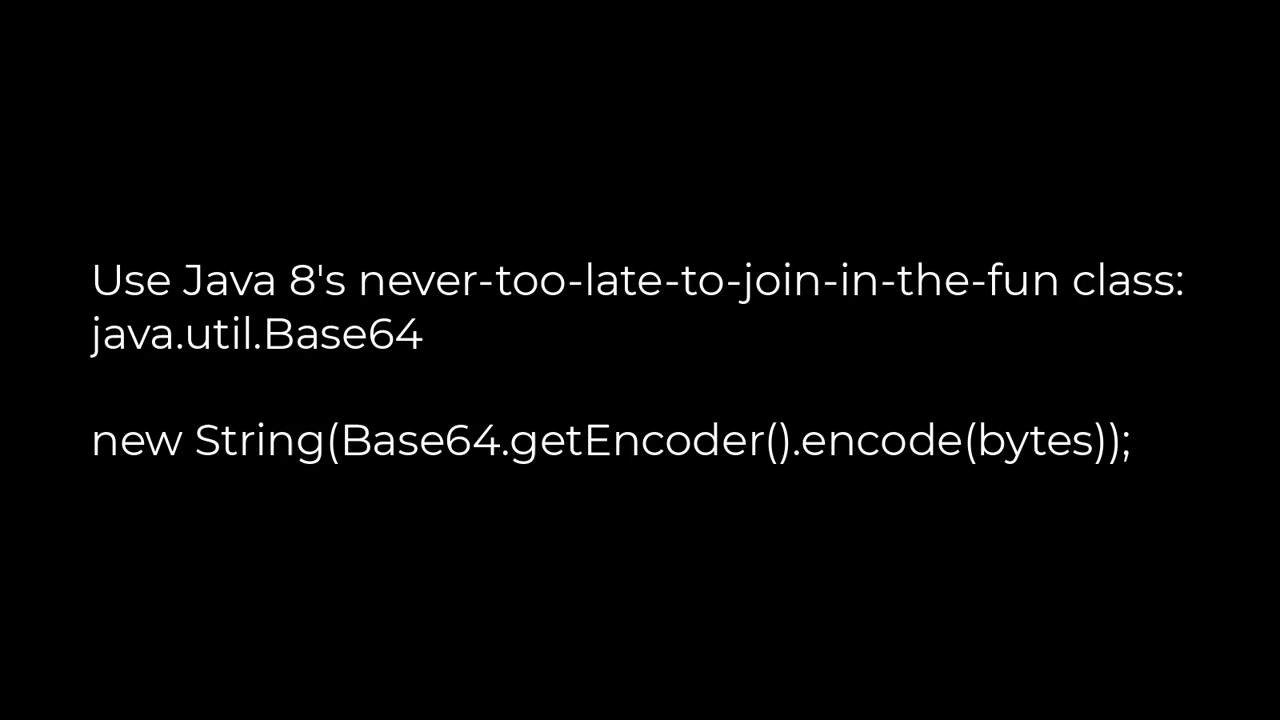 Use Java 8's never-too-late-to-join-in-the-fun class:
java.util.Base64
new String(Base64.getEncoder().encode(bytes));